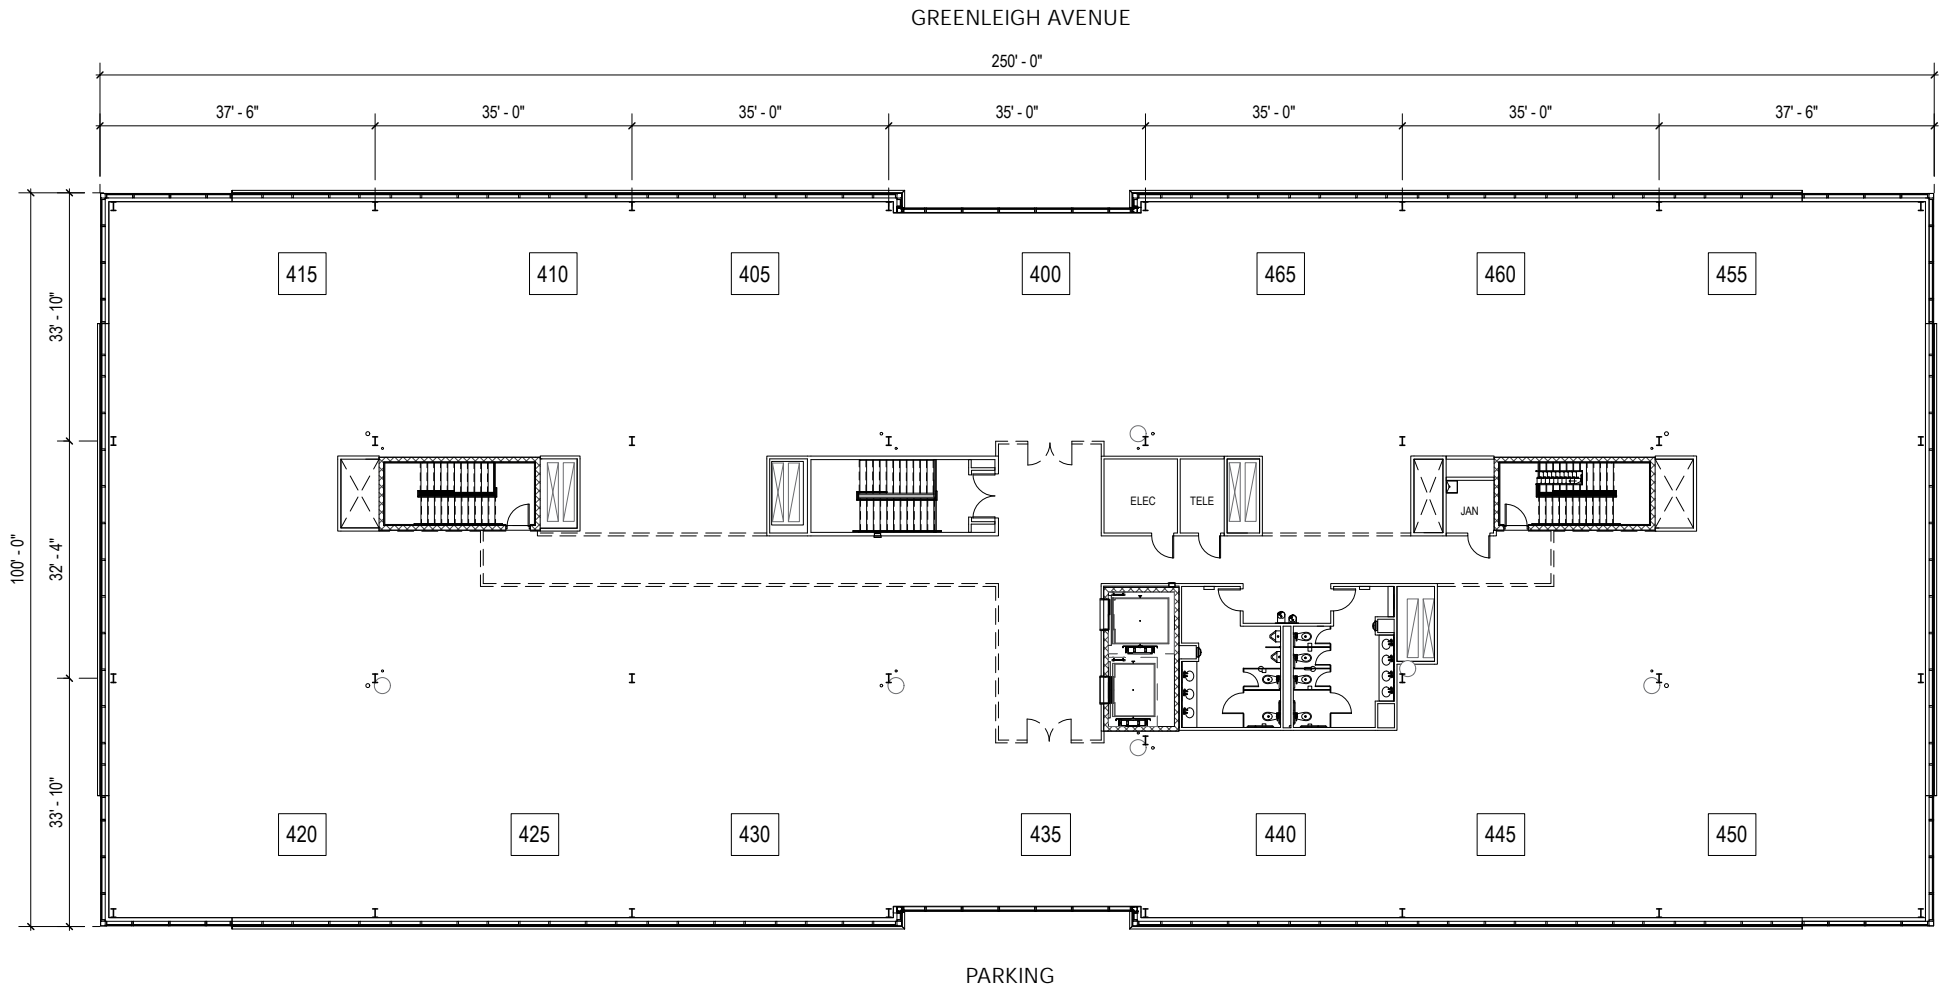 GREENLEIGH AVENUE
250' - 0"
37' - 6"
35' - 0"
35' - 0"
35' - 0"
35' - 0"
35' - 0"
37' - 6"
415
410
405
400
465
460
455
33' - 10"
ELEC
TELE
JAN
100' - 0"
32' - 4"
33' - 10"
420
425
430
435
440
445
450
PARKING